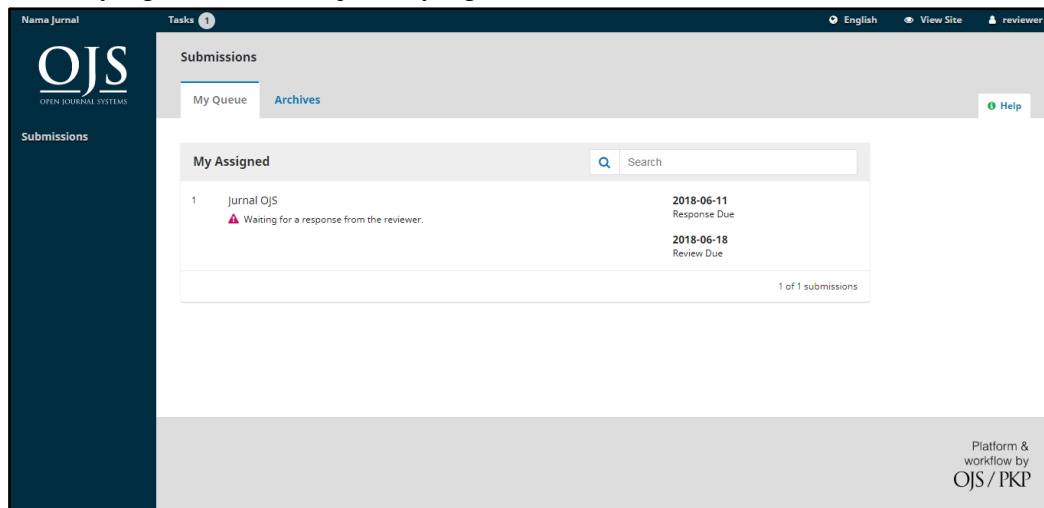 Nama Jurnal Tasks 1 English View Site reviewer
OJS
OPEN JOURNAL SYSTEMS
Submissions
Submissions
My Queue Archives
Help
My Assigned Search
1 Jurnal OJS 2018-06-11
Waiting for a response from the reviewer. Response Due
2018-06-18
Review Due
1 of 1 submissions
Platform &
workflow by
OJS / PKP